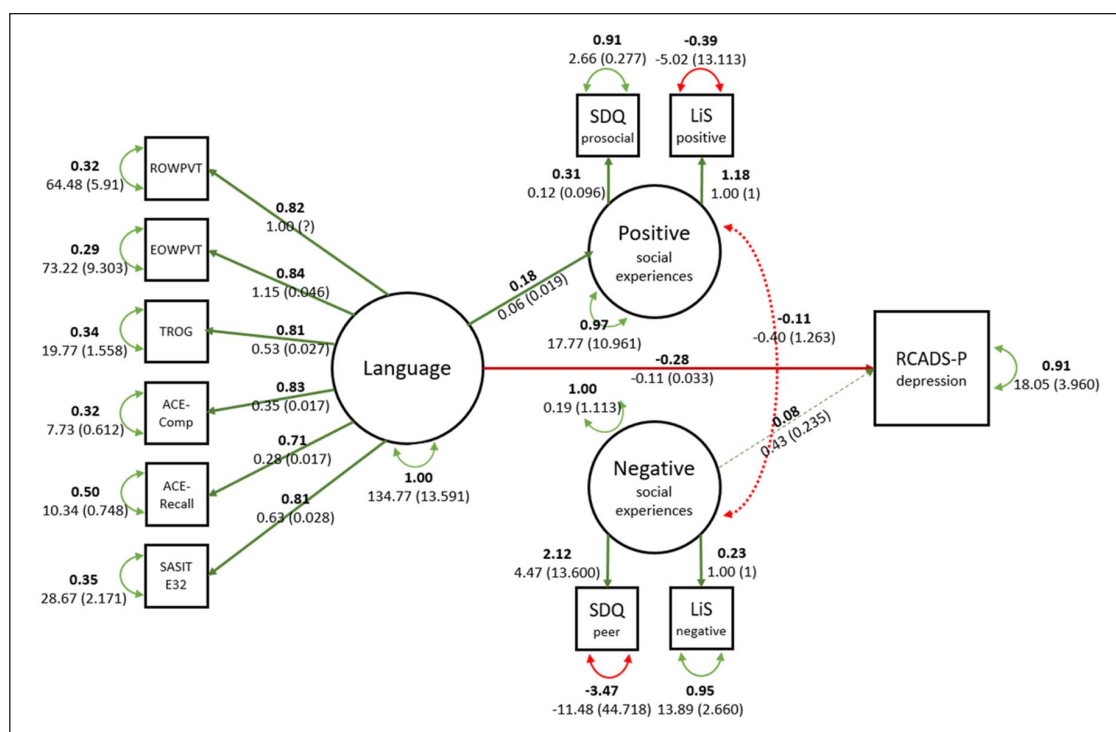 0.91
2.66 (0.277)
-0.39
-5.02 (13.113)
SDQ
prosocial
LiS
positive
0.31
0.12 (0.096)
1.18
1.00 (1)
Positive
social
experiences
0.97
17.77 (10.961)
0.32
64.48 (5.91)
ROWPVT
0.82
1.00 (?)
0.29
73.22 (9.303)
EOWPVT
0.84
1.15 (0.046)
0.34
19.77 (1.558)
TROG
0.81
0.53 (0.027)
0.32
7.73 (0.612)
ACE-
Comp
0.83
0.35 (0.017)
0.50
10.34 (0.748)
ACE-
Recall
0.71
0.28 (0.017)
0.35
28.67 (2.171)
SASIT
E32
0.81
0.63 (0.028)
Language
1.00
134.77 (13.591)
0.18
0.06 (0.019)
-0.28
-0.11 (0.033)
-0.11
-0.40 (1.263)
RCADS-P
depression
0.91
18.05 (3.960)
0.08
0.43 (0.235)
1.00
0.19 (1.113)
Negative
social
experiences
2.12
4.47 (13.600)
0.23
1.00 (1)
SDQ
peer
LiS
negative
-3.47
-11.48 (44.718)
0.95
13.89 (2.660)